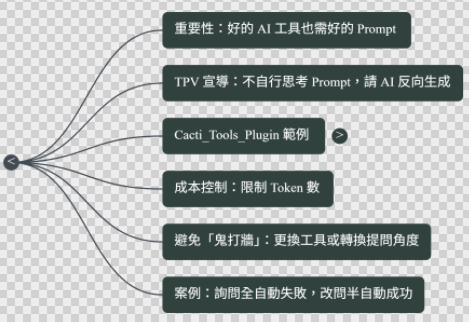 重要性：好的 AI 工具也需好的 Prompt
TPV 宣導：不自行思考 Prompt，請 AI 反向生成
Cacti_Tools_Plugin 範例
成本控制：限制 Token 數
避免「鬼打牆」：更換工具或轉換提問角度
案例：詢問全自動失敗，改問半自動成功